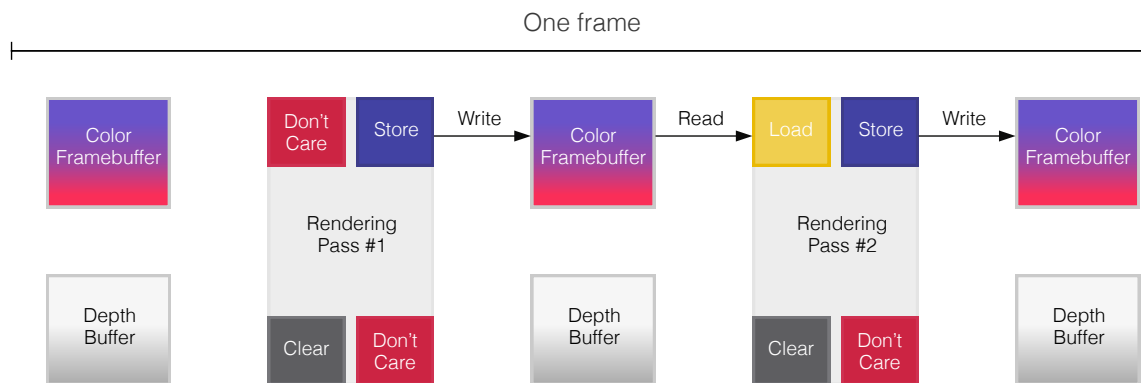 One frame
Color
Framebuffer
Don't
Care
Store
Write
Color
Framebuffer
Read
Load
Store
Write
Color
Framebuffer
Rendering
Pass #1
Rendering
Pass #2
Depth
Buffer
Clear
Don't
Care
Depth
Buffer
Clear
Don't
Care
Depth
Buffer